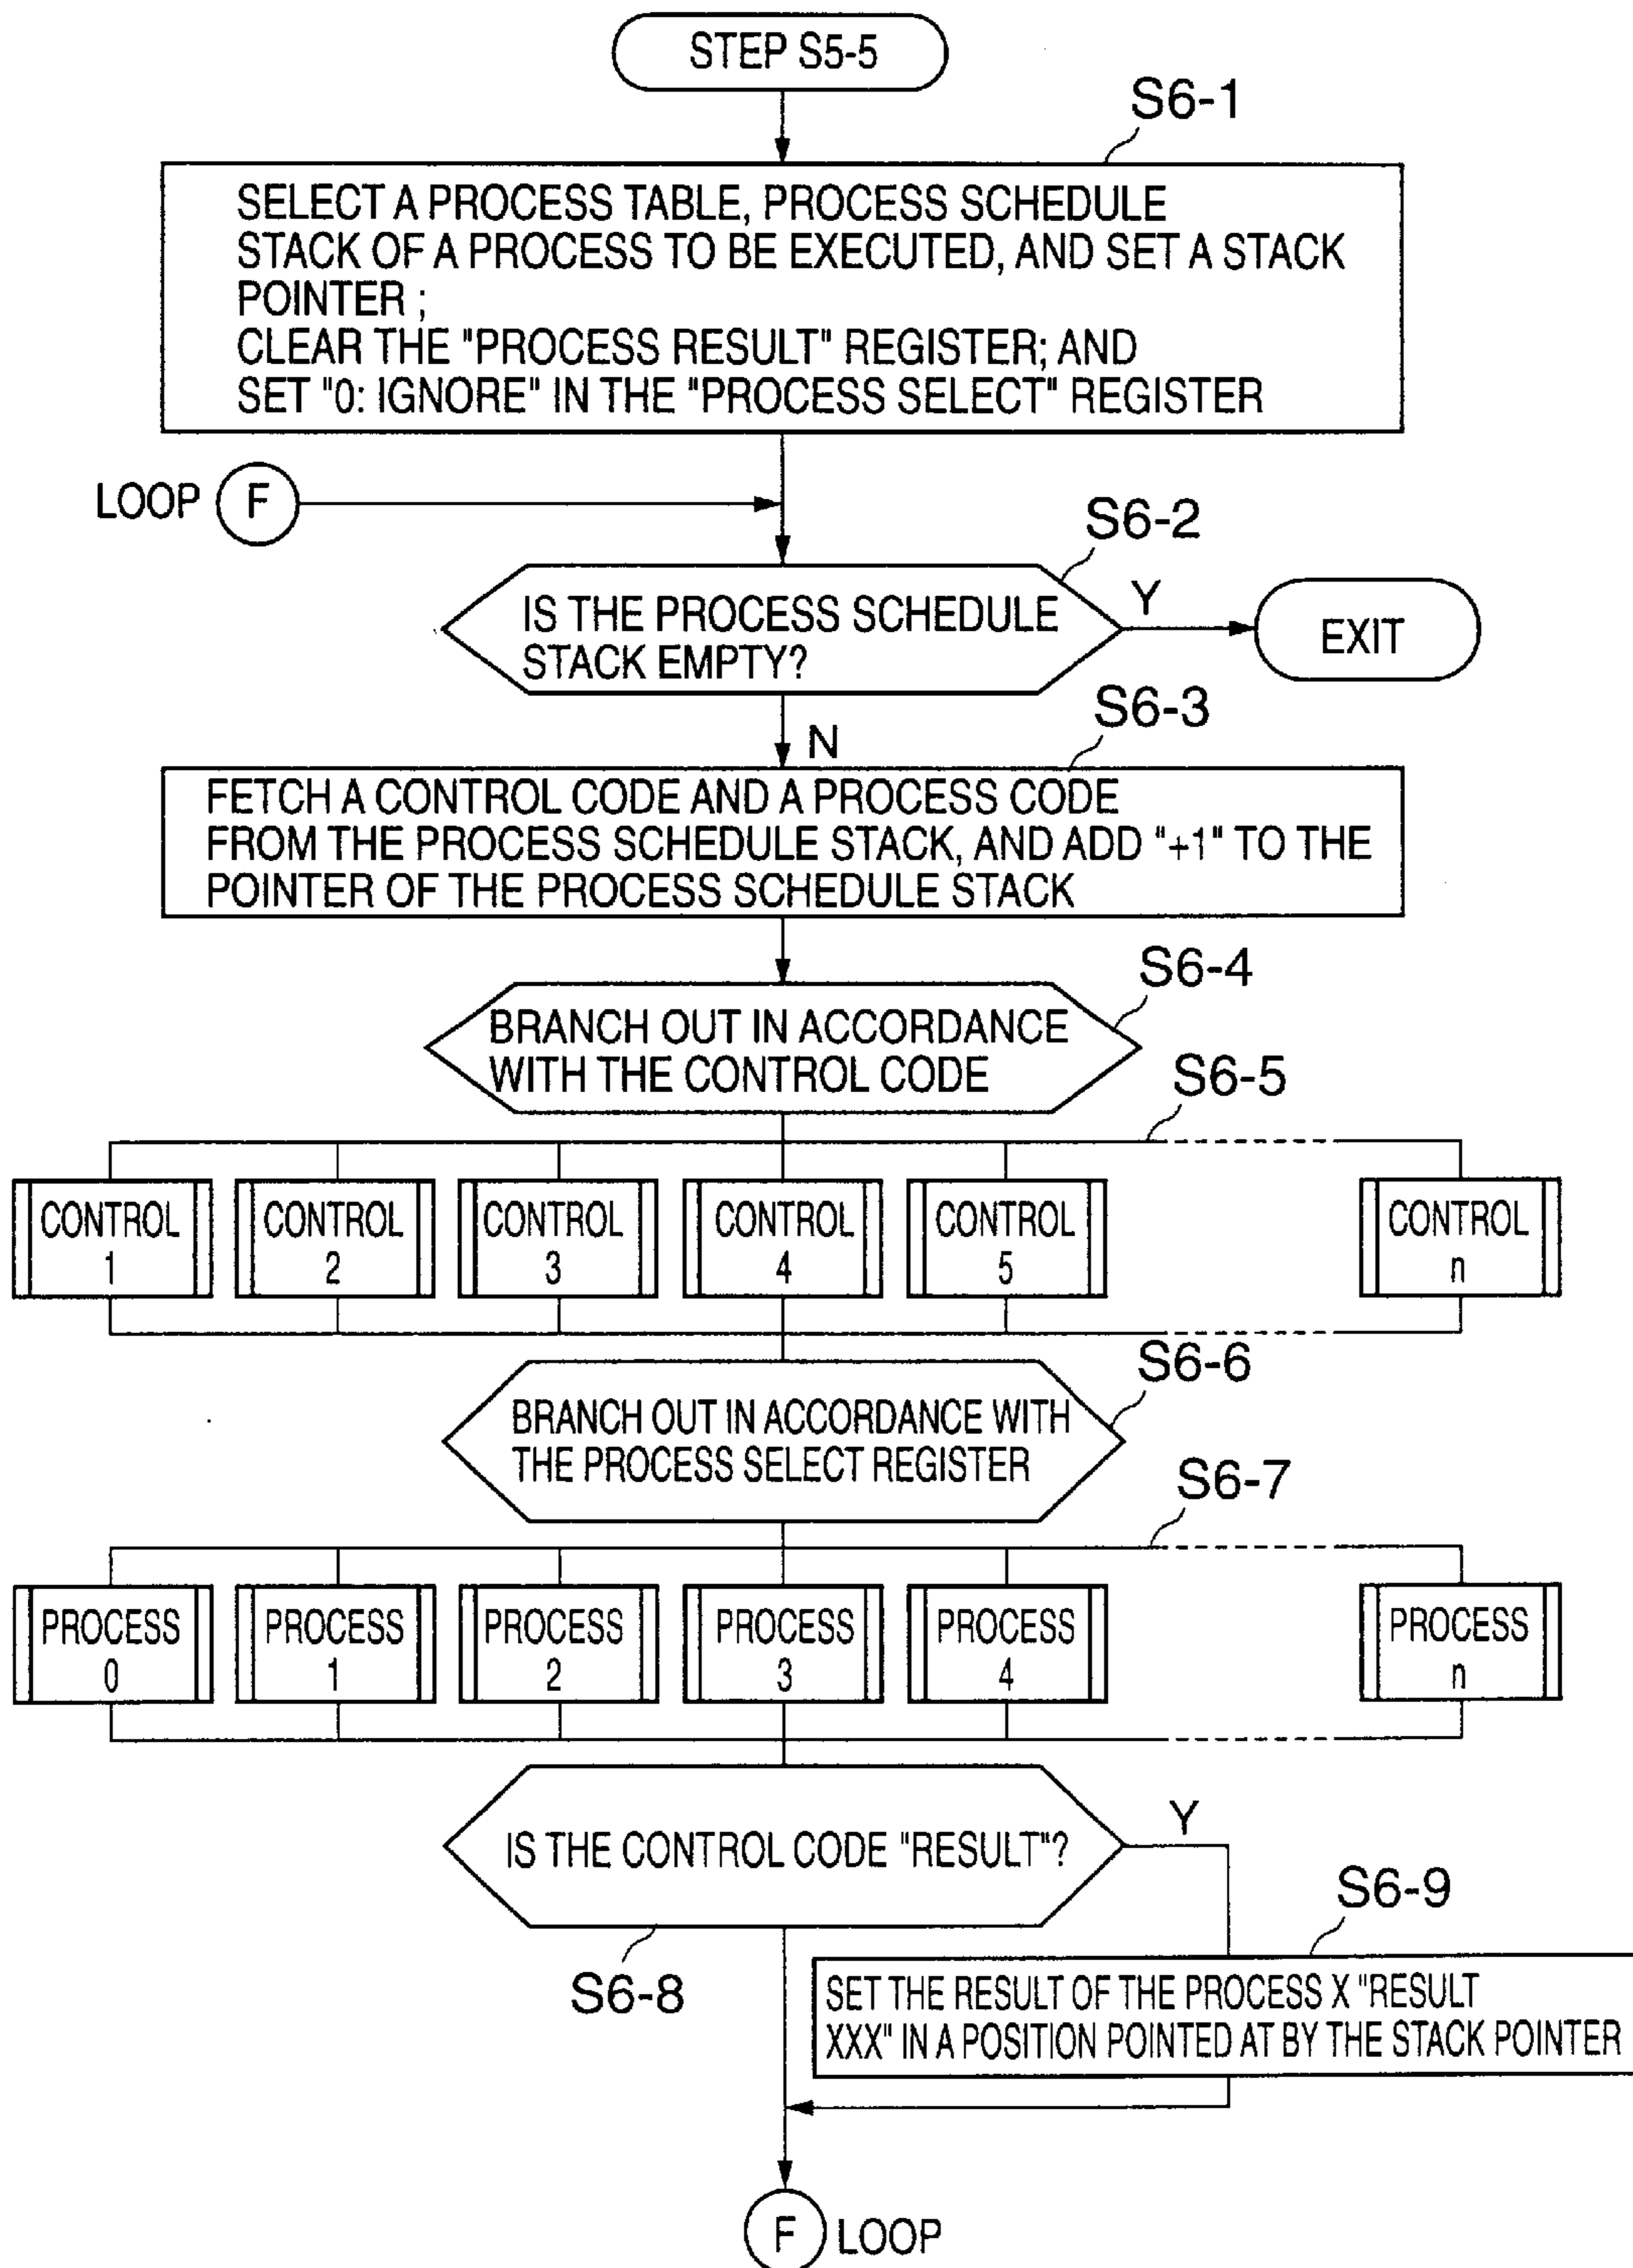 STEP S5-5
S6-1
SELECT A PROCESS TABLE, PROCESS SCHEDULE
STACK OF A PROCESS TO BE EXECUTED, AND SET A STACK
POINTER ;
CLEAR THE "PROCESS RESULT" REGISTER; AND
SET "0: IGNORE" IN THE "PROCESS SELECT" REGISTER
LOOP F
S6-2
IS THE PROCESS SCHEDULE
STACK EMPTY?
Y
EXIT
S6-3
N
FETCH A CONTROL CODE AND A PROCESS CODE
FROM THE PROCESS SCHEDULE STACK, AND ADD "+1" TO THE
POINTER OF THE PROCESS SCHEDULE STACK
S6-4
BRANCH OUT IN ACCORDANCE
WITH THE CONTROL CODE
S6-5
CONTROL
1
CONTROL
2
CONTROL
3
CONTROL
4
CONTROL
5
CONTROL
n
S6-6
BRANCH OUT IN ACCORDANCE WITH
THE PROCESS SELECT REGISTER
S6-7
PROCESS
0
PROCESS
1
PROCESS
2
PROCESS
3
PROCESS
4
PROCESS
n
IS THE CONTROL CODE "RESULT"?
Y
S6-8
S6-9
SET THE RESULT OF THE PROCESS X "RESULT
XXX" IN A POSITION POINTED AT BY THE STACK POINTER
F LOOP